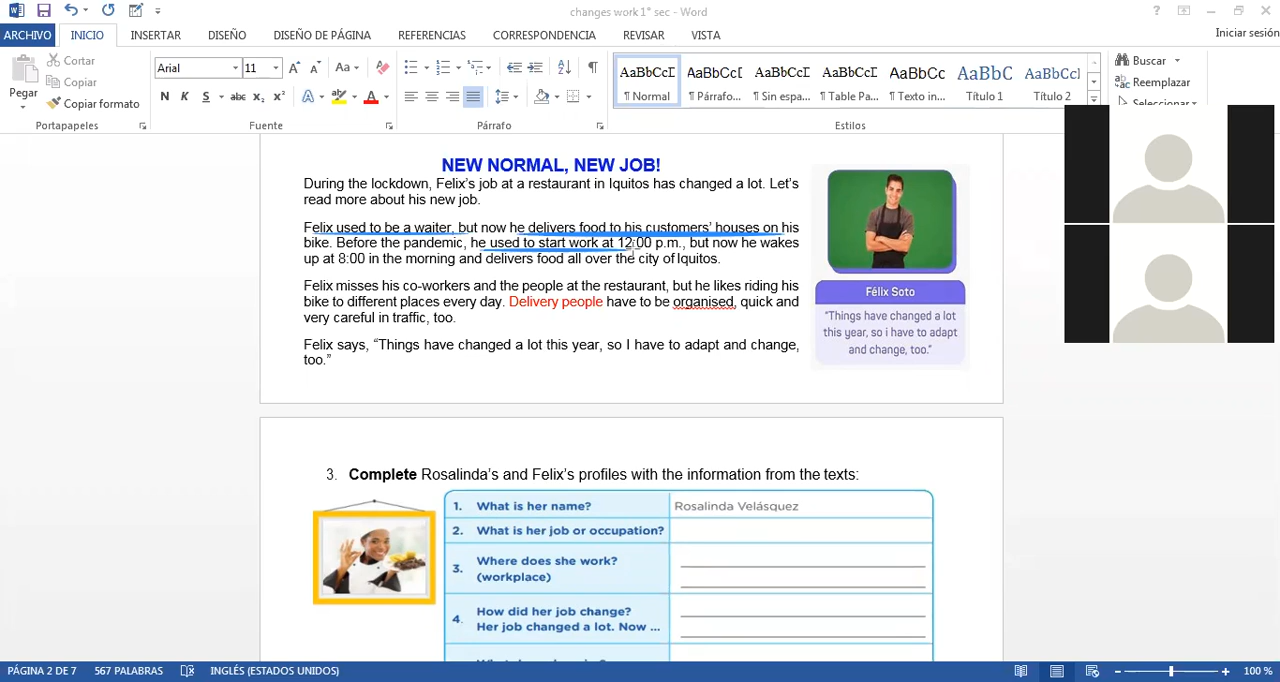 changes work 1° sec - Word
ARCHIVO INICIO INSERTAR DISEÑO DISEÑO DE PÁGINA REFERENCIAS CORRESPONDENCIA REVISAR VISTA Iniciar sesión
Pegar
Cortar
Copiar
Copiar formato
Portapapeles
Arial 11 Aa
N K S abc x₂ x² A A
Fuente
Párrafo
AaBbCcI ¶ Normal
AaBbCc[ ¶ Párrafo...
AaBbCcI ¶ Sin espa...
AaBbCcI ¶ Table Pa...
AaBbCc ¶ Texto in...
AaBbC Título 1
AaBbCc] Título 2
Estilos
Buscar
Reemplazar
Seleccionar
NEW NORMAL, NEW JOB!
During the lockdown, Felix's job at a restaurant in Iquitos has changed a lot. Let's
read more about his new job.
Felix used to be a waiter, but now he delivers food to his customers' houses on his
bike. Before the pandemic, he used to start work at 12:00 p.m., but now he wakes
up at 8:00 in the morning and delivers food all over the city of Iquitos.
Felix misses his co-workers and the people at the restaurant, but he likes riding his
bike to different places every day. Delivery people have to be organised, quick and
very careful in traffic, too.
Felix says, “Things have changed a lot this year, so I have to adapt and change,
too.”
Félix Soto
“Things have changed a lot
this year, so i have to adapt
and change, too.”
3. Complete Rosalinda's and Felix's profiles with the information from the texts:
1. What is her name? Rosalinda Velásquez
2. What is her job or occupation?
3. Where does she work?
(workplace)
4. How did her job change?
Her job changed a lot. Now ...
PÁGINA 2 DE 7 567 PALABRAS INGLÉS (ESTADOS UNIDOS) 100 %